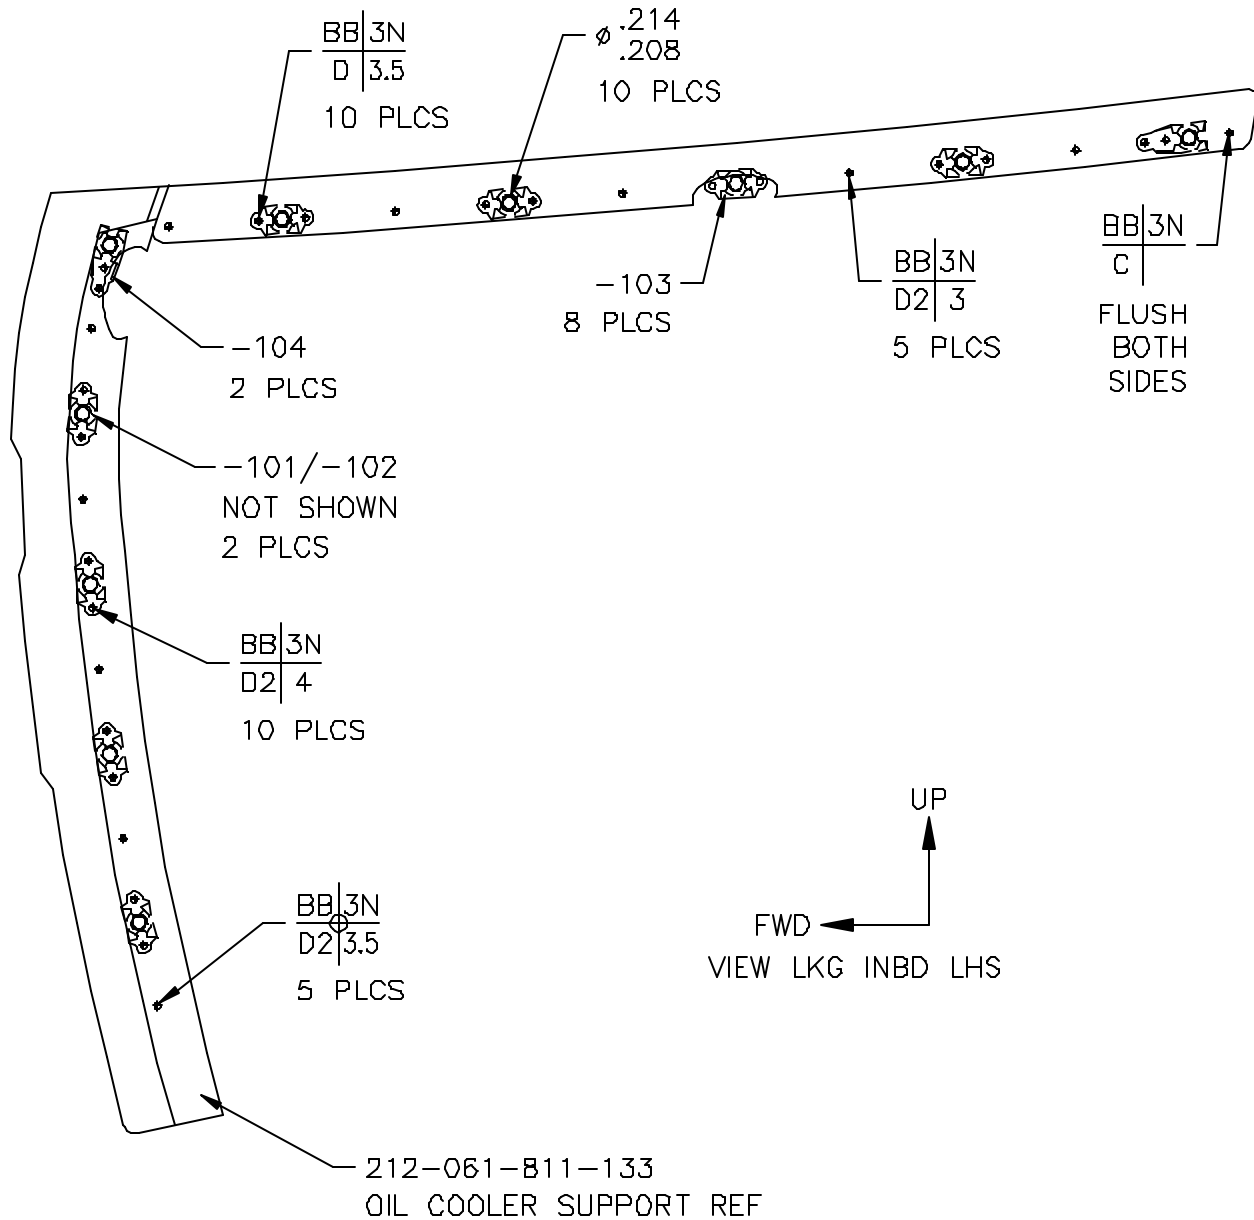 BB 3N
D 3.5
10 PLCS
ø .214
.208
10 PLCS
-103
8 PLCS
BB 3N
D2 3
5 PLCS
BB 3N
C
FLUSH
BOTH
SIDES
-104
2 PLCS
-101/-102
NOT SHOWN
2 PLCS
BB 3N
D2 4
10 PLCS
BB 3N
D2 3.5
5 PLCS
UP
FWD
VIEW LKG INBD LHS
212-061-811-133
OIL COOLER SUPPORT REF